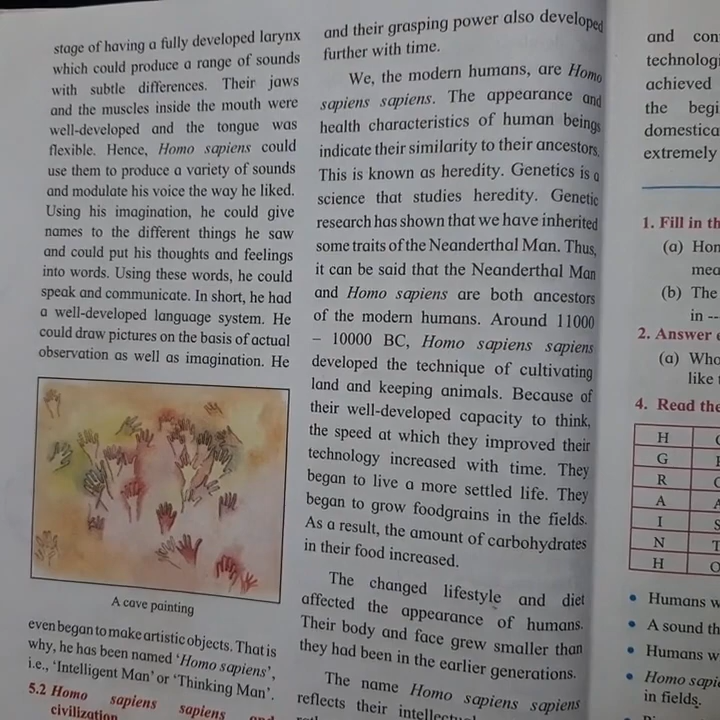 stage of having a fully developed larynx
which could produce a range of sounds
with subtle differences. Their jaws
and the muscles inside the mouth were
well-developed and the tongue was
flexible. Hence, Homo sapiens could
use them to produce a variety of sounds
and modulate his voice the way he liked.
Using his imagination, he could give
names to the different things he saw
and could put his thoughts and feelings
into words. Using these words, he could
speak and communicate. In short, he had
a well-developed language system. He
could draw pictures on the basis of actual
observation as well as imagination. He
A cave painting
even began to make artistic objects. That is
why, he has been named ‘Homo sapiens’,
i.e., ‘Intelligent Man’ or ‘Thinking Man’.
5.2 Homo sapiens sapiens and
civilization
and their grasping power also developed
further with time.
We, the modern humans, are Homo
sapiens sapiens. The appearance and
health characteristics of human beings
indicate their similarity to their ancestors.
This is known as heredity. Genetics is a
science that studies heredity. Genetic
research has shown that we have inherited
some traits of the Neanderthal Man. Thus,
it can be said that the Neanderthal Man
and Homo sapiens are both ancestors
of the modern humans. Around 11000
– 10000 BC, Homo sapiens sapiens
developed the technique of cultivating
land and keeping animals. Because of
their well-developed capacity to think,
the speed at which they improved their
technology increased with time. They
began to live a more settled life. They
began to grow foodgrains in the fields.
As a result, the amount of carbohydrates
in their food increased.
The changed lifestyle and diet
affected the appearance of humans.
Their body and face grew smaller than
they had been in the earlier generations.
The name Homo sapiens sapiens
reflects their
and
achieved
the
extremely
1. Fill in
(a)
(b) The
in --
2. Answer
(a)
like
4. Read the
H
G
R
A
I
N
H
• Humans
• A sound
• Humans
• Homo
in fields.